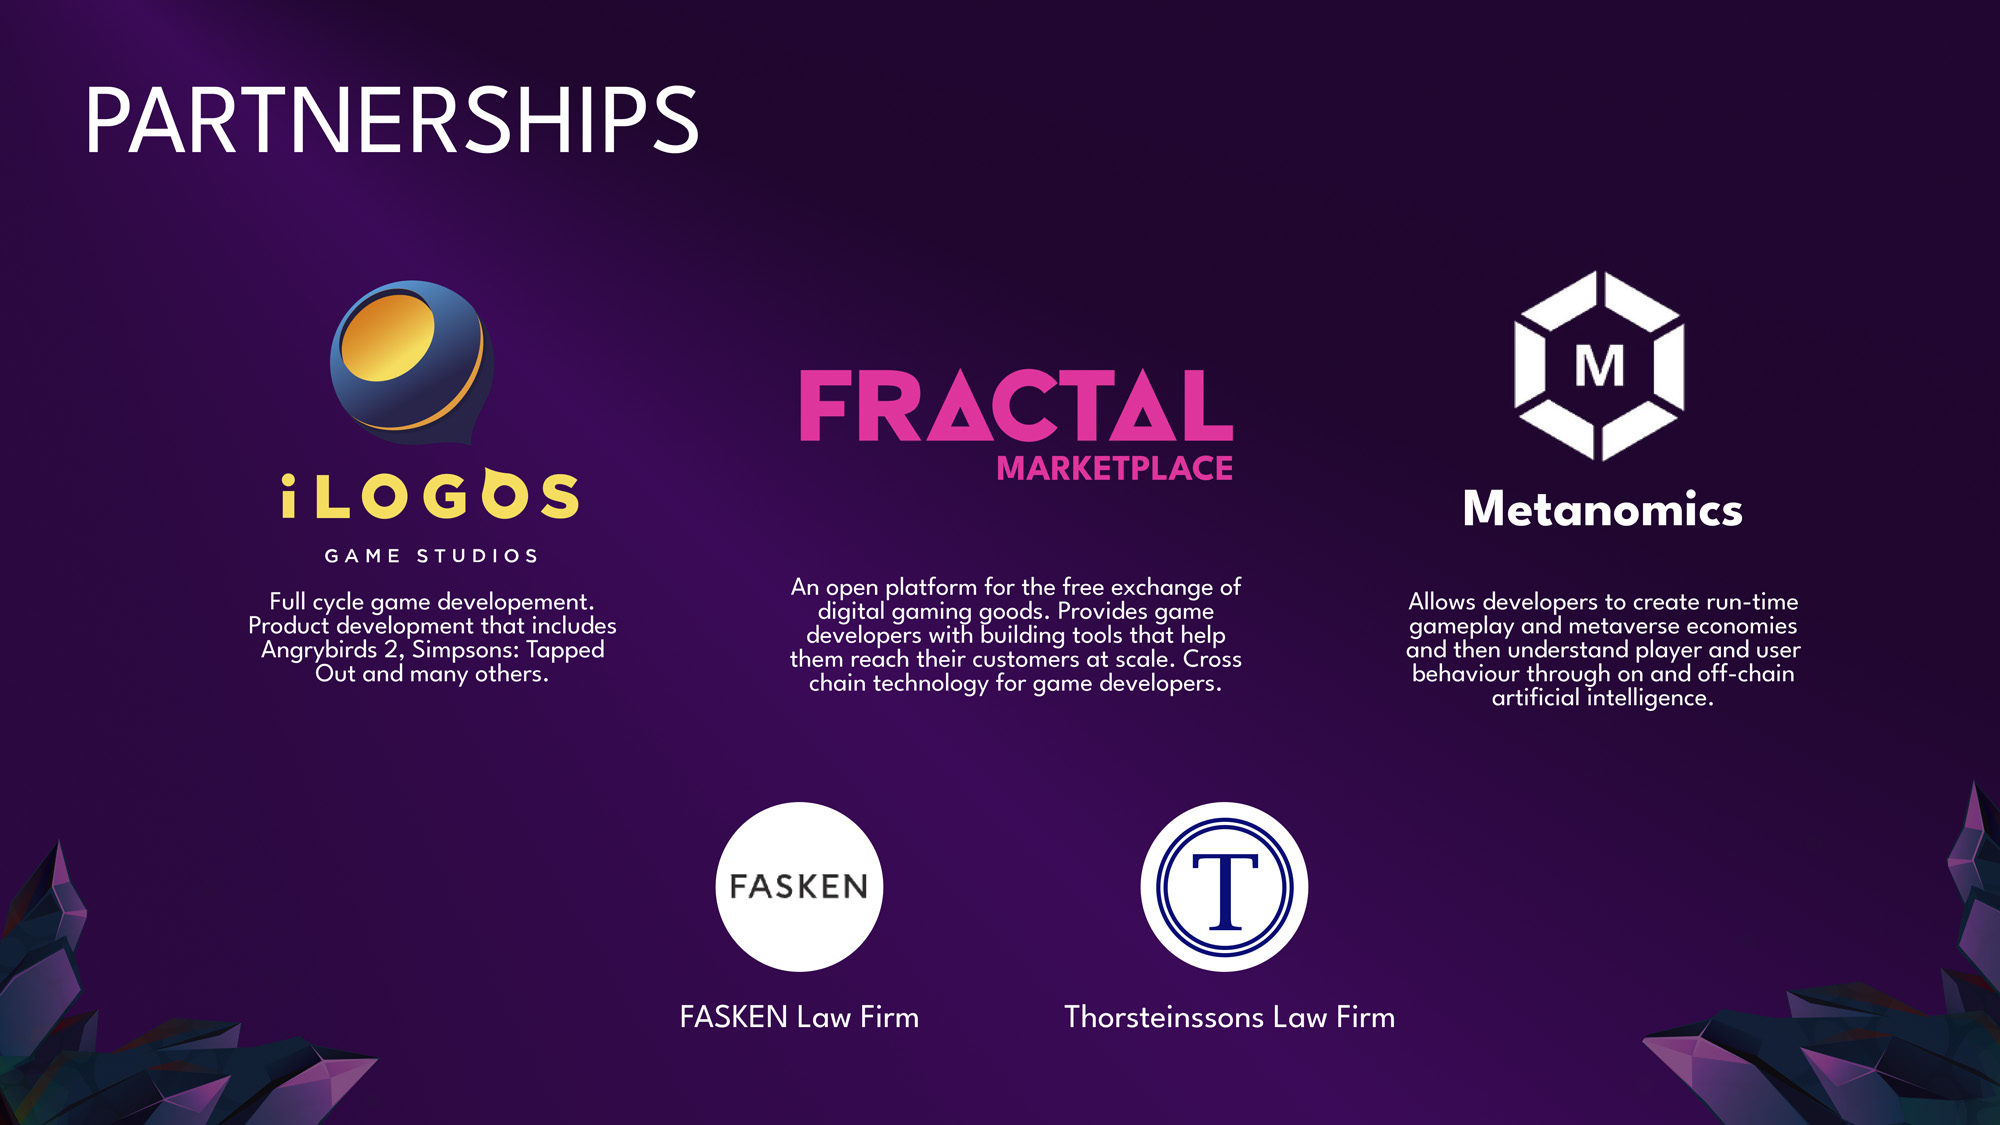 PARTNERSHIPS
iLOGOS
GAME STUDIOS
Full cycle game developement.
Product development that includes
Angrybirds 2, Simpsons: Tapped
Out and many others.
FRACTAL
MARKETPLACE
An open platform for the free exchange of
digital gaming goods. Provides game
developers with building tools that help
them reach their customers at scale. Cross
chain technology for game developers.
M
Metanomics
Allows developers to create run-time
gameplay and metaverse economies
and then understand player and user
behaviour through on and off-chain
artificial intelligence.
FASKEN
FASKEN Law Firm
T
Thorsteinssons Law Firm